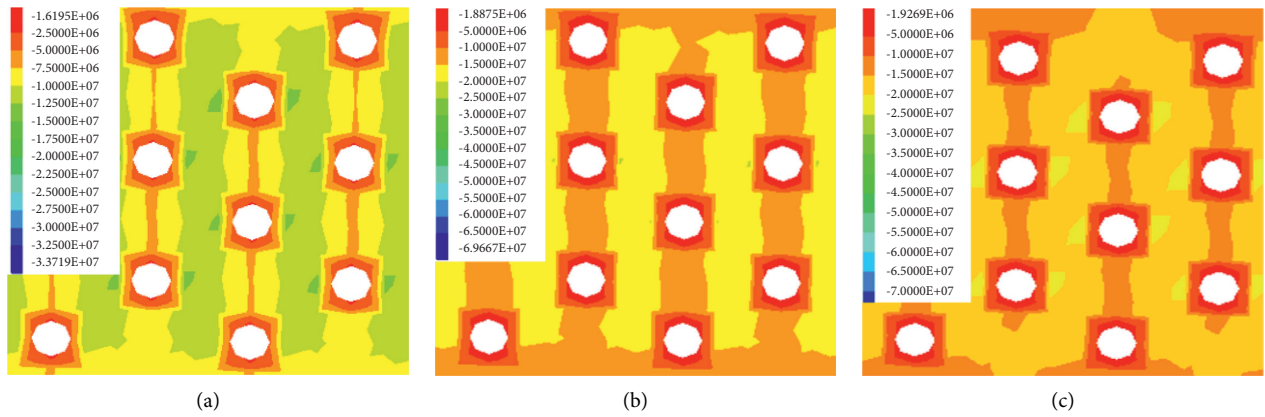 -1.6195E+06
-2.5000E+06
-5.0000E+06
-7.5000E+06
-1.0000E+07
-1.2500E+07
-1.5000E+07
-1.7500E+07
-2.0000E+07
-2.2500E+07
-2.5000E+07
-2.7500E+07
-3.0000E+07
-3.2500E+07
-3.3719E+07
(a)
-1.8875E+06
-5.0000E+06
-1.0000E+07
-1.5000E+07
-2.0000E+07
-2.5000E+07
-3.0000E+07
-3.5000E+07
-4.0000E+07
-4.5000E+07
-5.0000E+07
-5.5000E+07
-6.0000E+07
-6.5000E+07
-6.9667E+07
(b)
-1.9269E+06
-5.0000E+06
-1.0000E+07
-1.5000E+07
-2.0000E+07
-2.5000E+07
-3.0000E+07
-3.5000E+07
-4.0000E+07
-4.5000E+07
-5.0000E+07
-5.5000E+07
-6.0000E+07
-6.5000E+07
-7.0000E+07
(c)